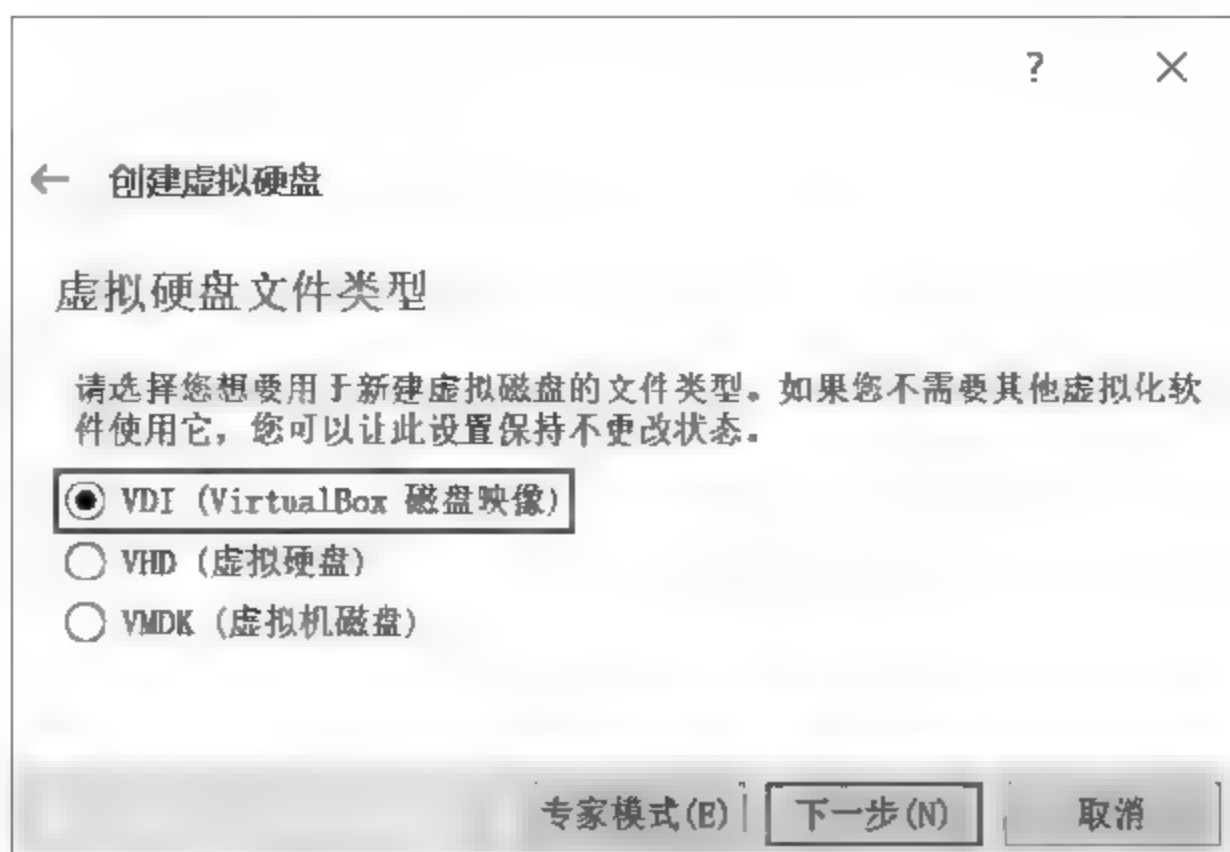 ?
×
← 创建虚拟硬盘
虚拟硬盘文件类型
请选择您想要用于新建虚拟磁盘的文件类型。如果您不需要其他虚拟化软
件使用它，您可以让此设置保持不更改状态。
VDI (VirtualBox 磁盘映像)
VHD (虚拟硬盘)
VMDK (虚拟机磁盘)
专家模式(E) 下一步(N) 取消